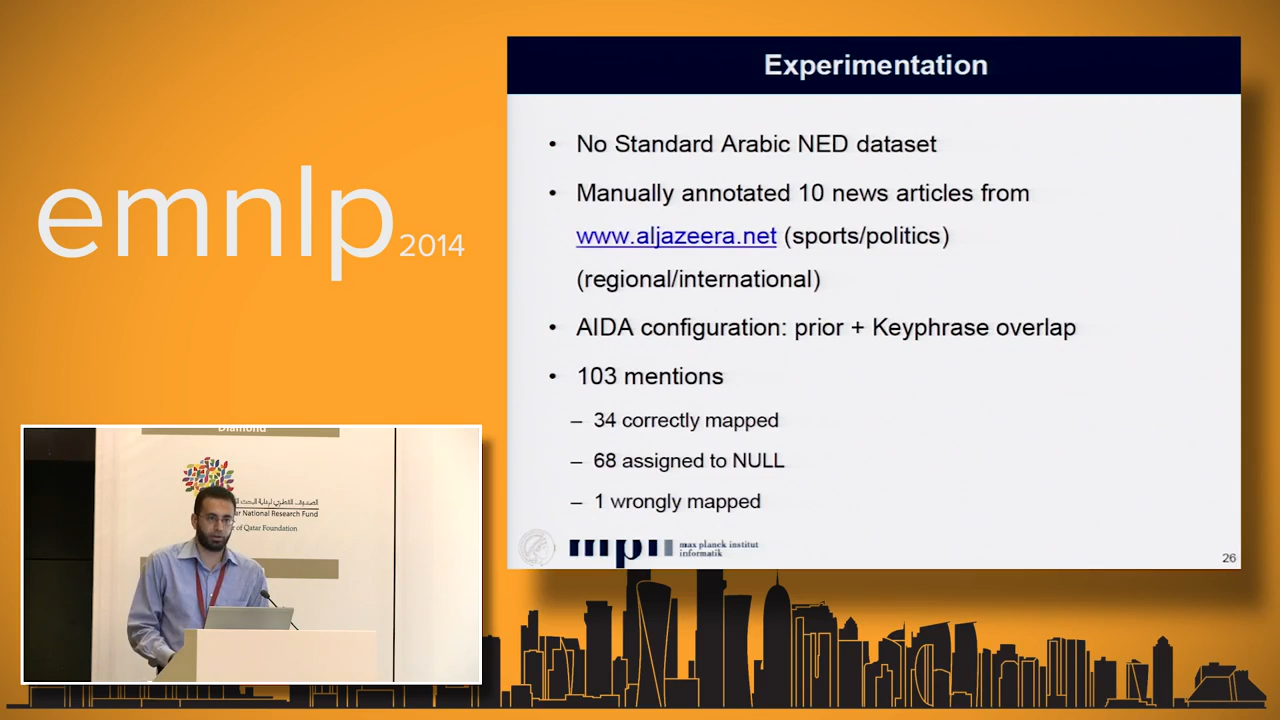 emnlp 2014
Experimentation
• No Standard Arabic NED dataset
• Manually annotated 10 news articles from
www.aljazeera.net (sports/politics)
(regional/international)
• AIDA configuration: prior + Keyphrase overlap
• 103 mentions
– 34 correctly mapped
– 68 assigned to NULL
– 1 wrongly mapped
max planck institut
informatik
26
Diamond
National Research Fund
of Qatar Foundation